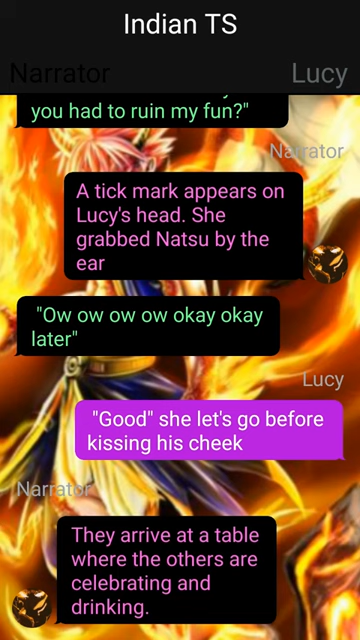 Indian TS
Narrator
Lucy
you had to ruin my fun?"
Narrator
A tick mark appears on
Lucy's head. She
grabbed Natsu by the
ear
"Ow ow ow ow okay okay
later"
Lucy
"Good" she let's go before
kissing his cheek
Narrator
They arrive at a table
where the others are
celebrating and
drinking.